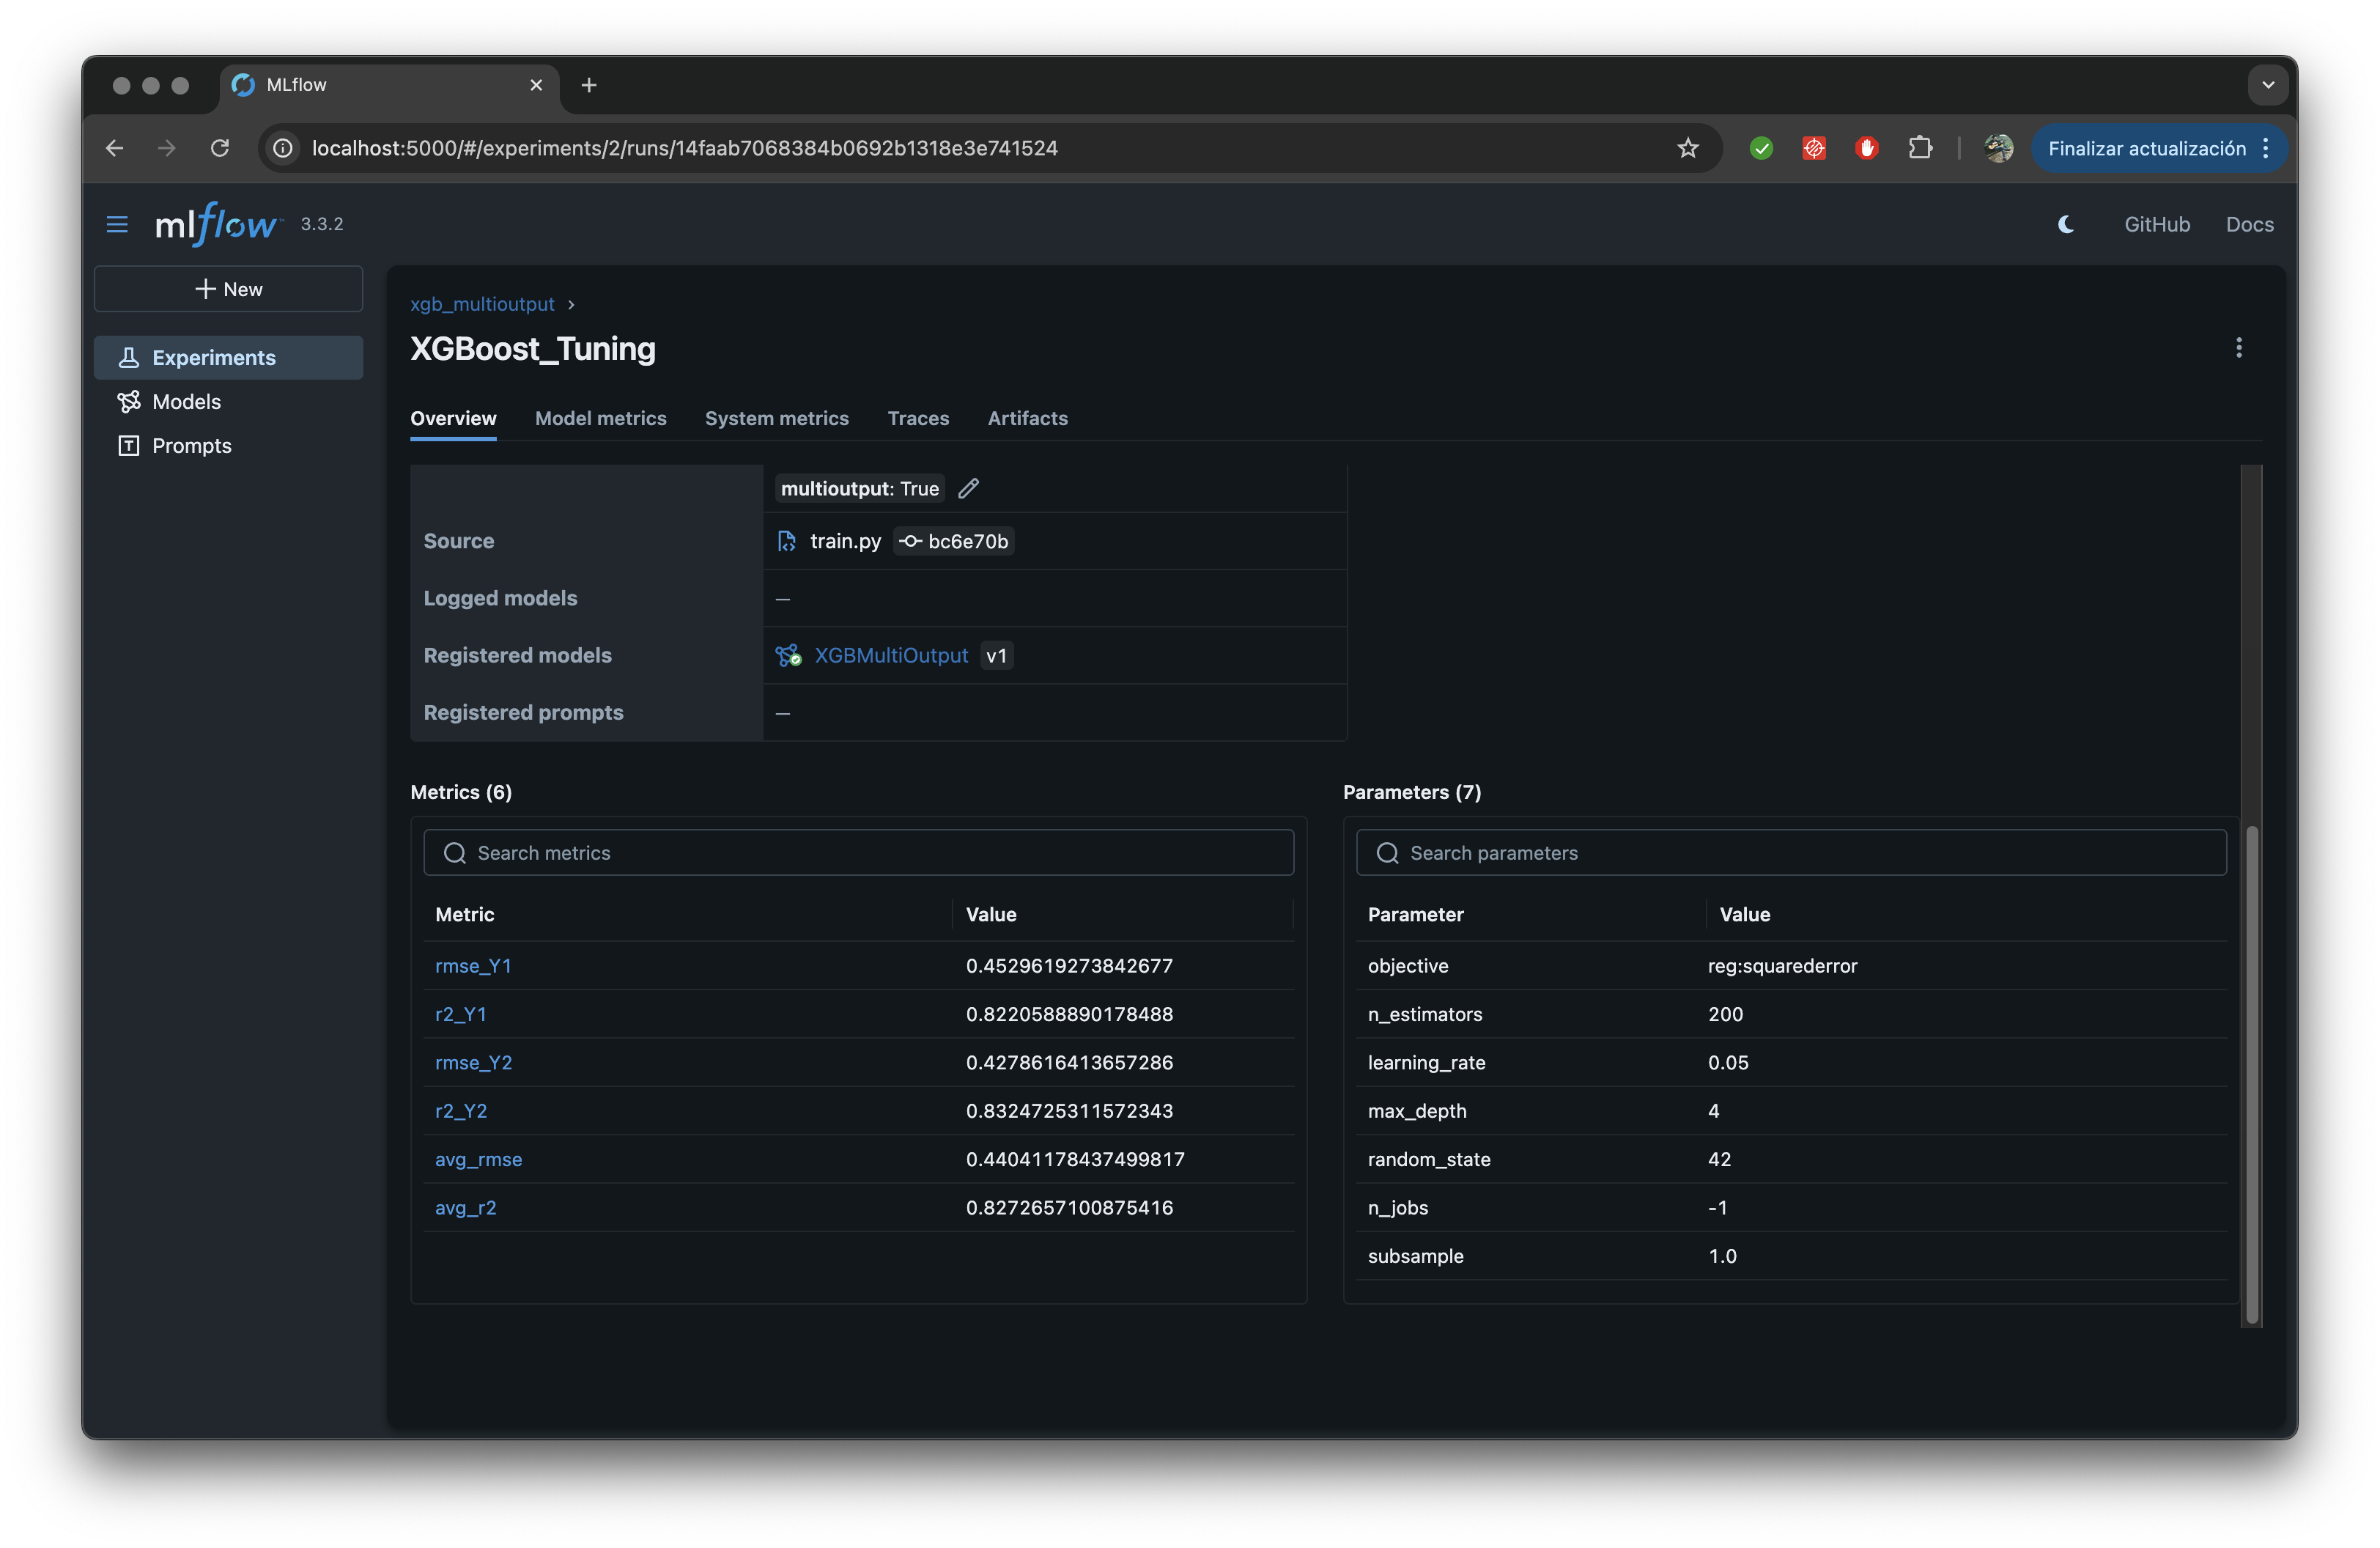 MLflow
localhost:5000/#/experiments/2/runs/14faab7068384b0692b1318e3e741524
Finalizar actualización
mlflow 3.3.2
GitHub Docs
New
Experiments
Models
Prompts
xgb_multioutput
XGBoost_Tuning
Overview Model metrics System metrics Traces Artifacts
multioutput: True
Source train.py bc6e70b
Logged models —
Registered models XGBMultiOutput v1
Registered prompts —
Metrics (6)
Search metrics
Metric Value
rmse_Y1 0.4529619273842677
r2_Y1 0.8220588890178488
rmse_Y2 0.4278616413657286
r2_Y2 0.8324725311572343
avg_rmse 0.44041178437499817
avg_r2 0.8272657100875416
Parameters (7)
Search parameters
Parameter Value
objective reg:squarederror
n_estimators 200
learning_rate 0.05
max_depth 4
random_state 42
n_jobs -1
subsample 1.0